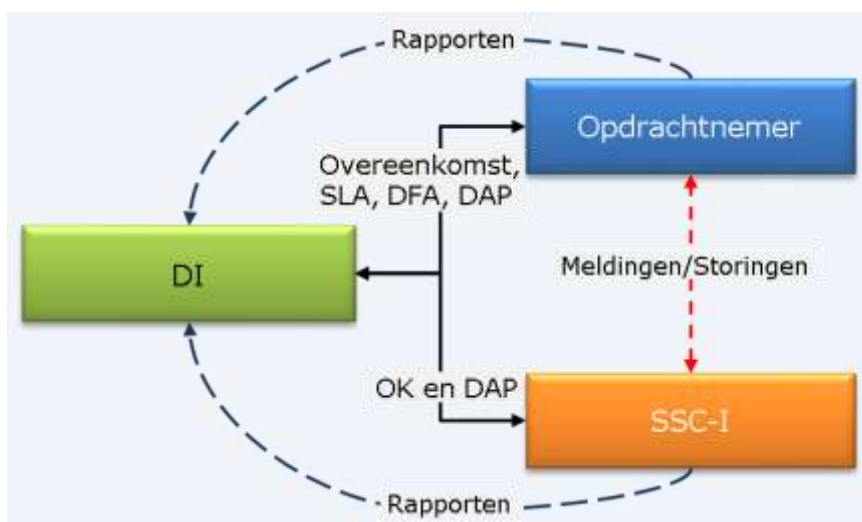 Rapporten
Opdrachtnemer
Overeenkomst,
SLA, DFA, DAP
DI
Meldingen/Storingen
OK en DAP
SSC-I
Rapporten